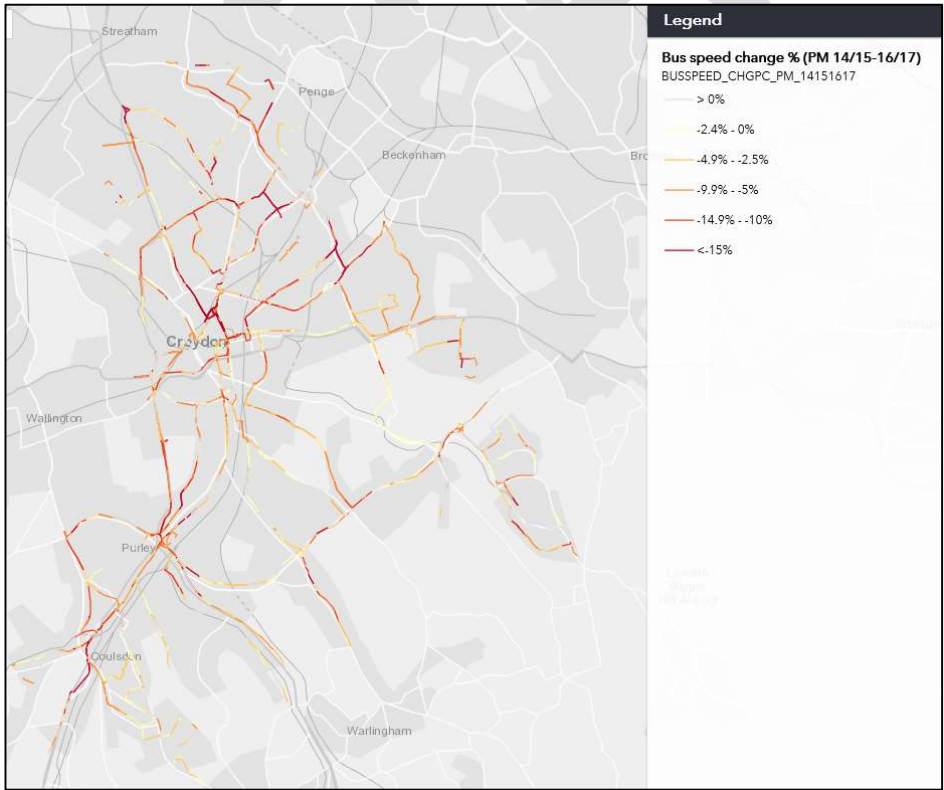 Streatham
Penge
Beckenham
Bro
Croydon
Wallington
Purley
Coulsdon
Warlingham
Legend
Bus speed change % (PM 14/15-16/17)
BUSSPEED_CHGPC_PM_14151617
> 0%
-2.4% - 0%
-4.9% - -2.5%
-9.9% - -5%
-14.9% - -10%
<-15%